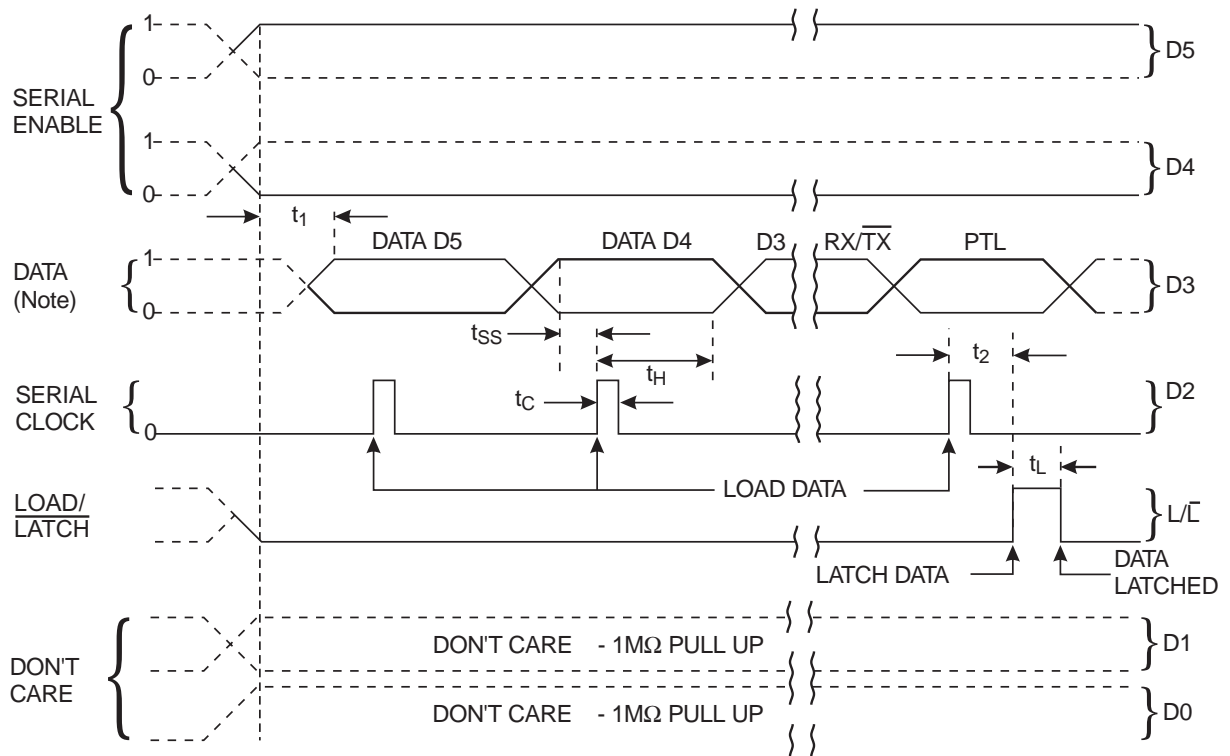 SERIAL
ENABLE
1
0
D5
1
0
D4
t1
DATA
(Note)
1
0
DATA D5
DATA D4
D3
RX/T̅X̅
PTL
D3
tSS
tH
t2
SERIAL
CLOCK
0
tC
D2
LOAD DATA
tL
LOAD/
L̅A̅T̅C̅H̅
L/L̅
LATCH DATA
DATA
LATCHED
DON'T
CARE
DON'T CARE - 1MΩ PULL UP
D1
DON'T CARE - 1MΩ PULL UP
D0